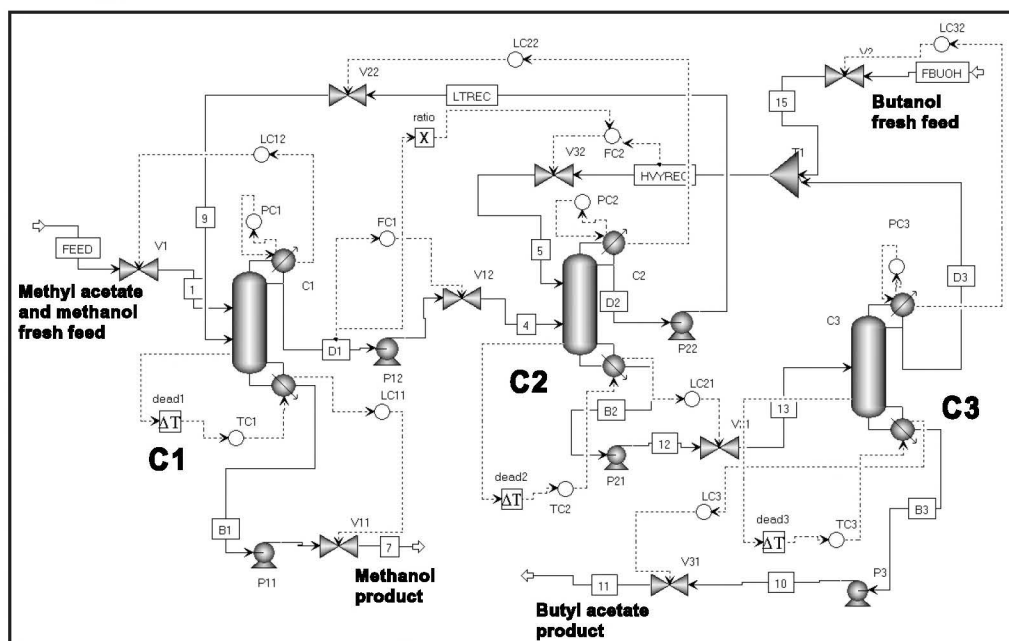 LC32
LC22
V2
V22
FBUOH
LTREC
15
Butanol
fresh feed
ratio
X
LC12
V32
FC2
T1
HVYREC
9
PC1
FC1
PC2
PC3
D3
FEED
V1
5
C2
V12
1
C1
D2
Methyl acetate
and methanol
fresh feed
4
C3
D1
P22
P12
C2
LC21
13
C3
LC11
B2
dead1
ΔT
TC1
12
C1
P21
dead2
ΔT
TC2
LC3
B3
V11
dead3
ΔT
TC3
B1
7
P11
V31
P3
Methanol
product
11
10
Butyl acetate
product